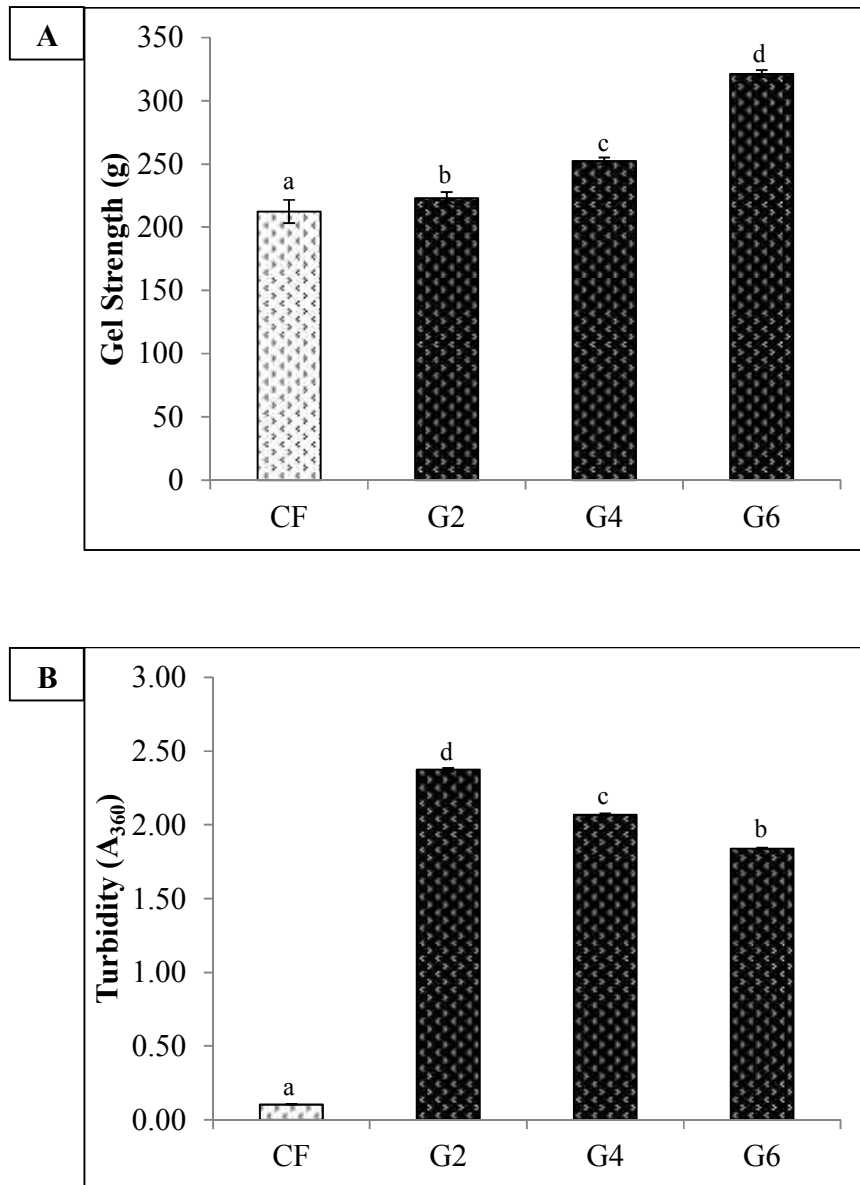 A
350
300
250
200
150
100
50
0
Gel Strength (g)
a
b
c
d
CF G2 G4 G6
B
3.00
2.50
2.00
1.50
1.00
0.50
0.00
Turbidity (A360)
a
d
c
b
CF G2 G4 G6